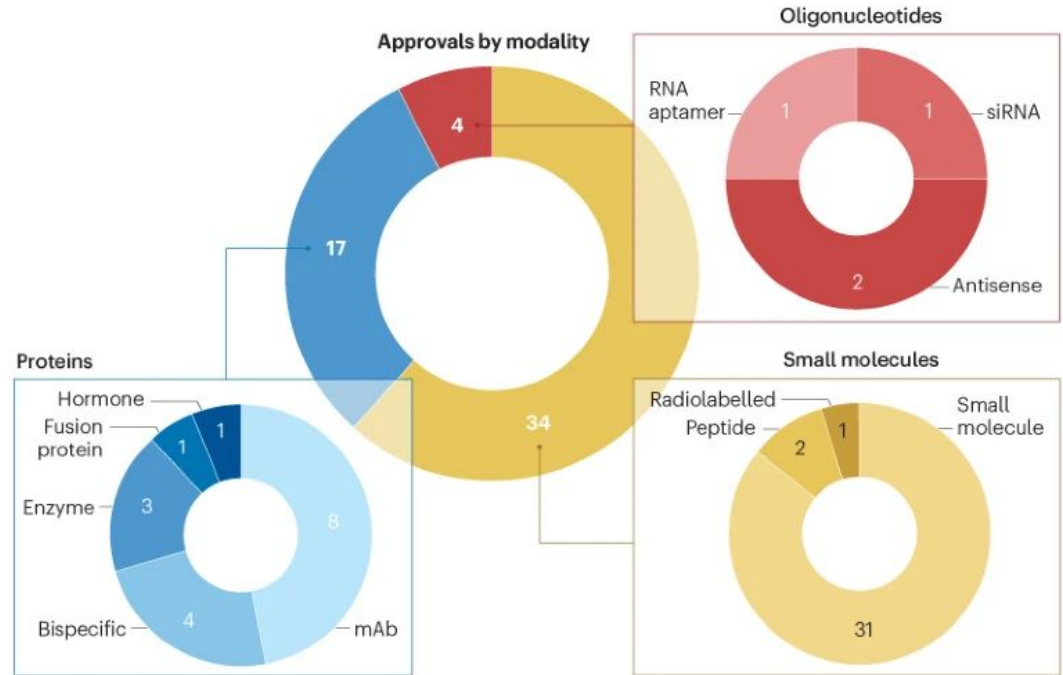 Approvals by modality
4
17
34
Oligonucleotides
RNA
aptamer
1
1
siRNA
2
Antisense
Proteins
Hormone
Fusion
protein
Enzyme
Bispecific
mAb
1
1
3
4
8
Small molecules
Radiolabelled
Peptide
Small
molecule
1
2
31